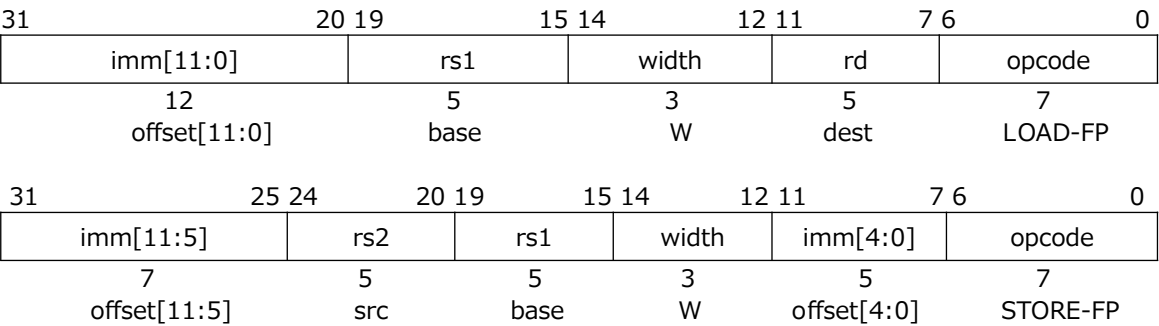 31 20 19 15 14 12 11 7 6 0
imm[11:0] rs1 width rd opcode
12 5 3 5 7
offset[11:0] base W dest LOAD-FP
31 25 24 20 19 15 14 12 11 7 6 0
imm[11:5] rs2 rs1 width imm[4:0] opcode
7 5 5 3 5 7
offset[11:5] src base W offset[4:0] STORE-FP